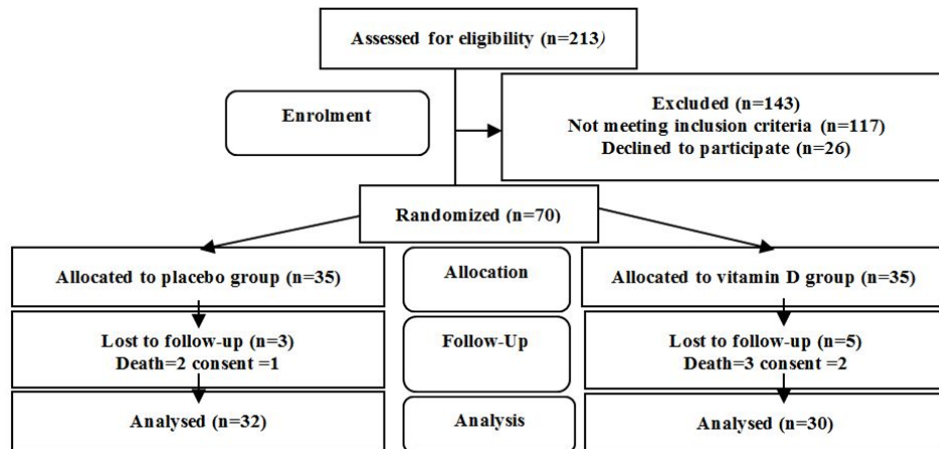 Assessed for eligibility (n=213)
Enrolment
Excluded (n=143)
Not meeting inclusion criteria (n=117)
Declined to participate (n=26)
Randomized (n=70)
Allocated to placebo group (n=35)
Allocation
Allocated to vitamin D group (n=35)
Lost to follow-up (n=3)
Death=2 consent =1
Follow-Up
Lost to follow-up (n=5)
Death=3 consent =2
Analysed (n=32)
Analysis
Analysed (n=30)